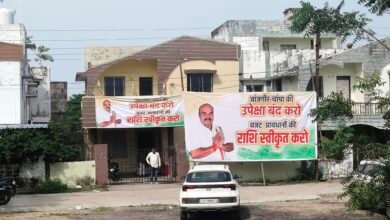 जांजगीर-चांपा की
उपेक्षा बंद करो
बजट प्रावधानों की
राशि स्वीकृत करो
उपेक्षा बंद करो
राशि स्वीकृत करो